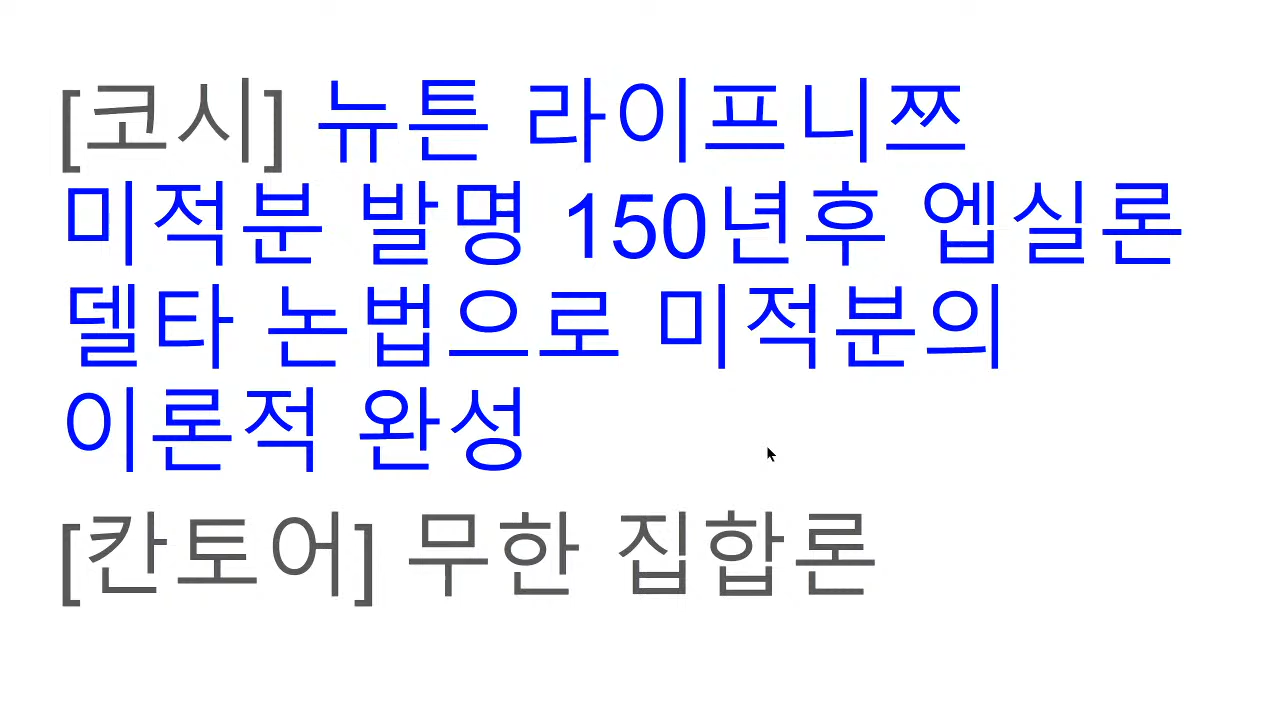 [코시] 뉴튼 라이프니쯔
미적분 발명 150년후 엡실론
델타 논법으로 미적분의
이론적 완성
[칸토어] 무한 집합론